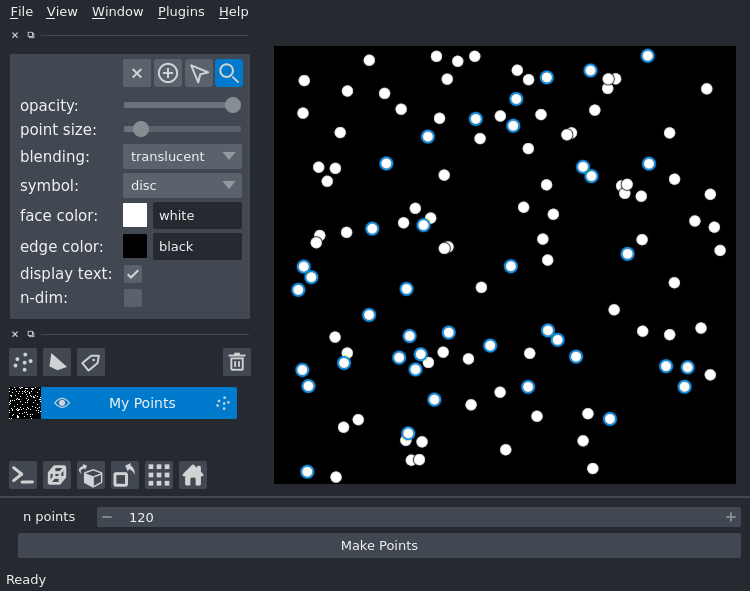 File View Window Plugins Help
opacity:
point size:
blending: translucent
symbol: disc
face color: white
edge color: black
display text:
n-dim:
My Points
n points 120
Make Points
Ready